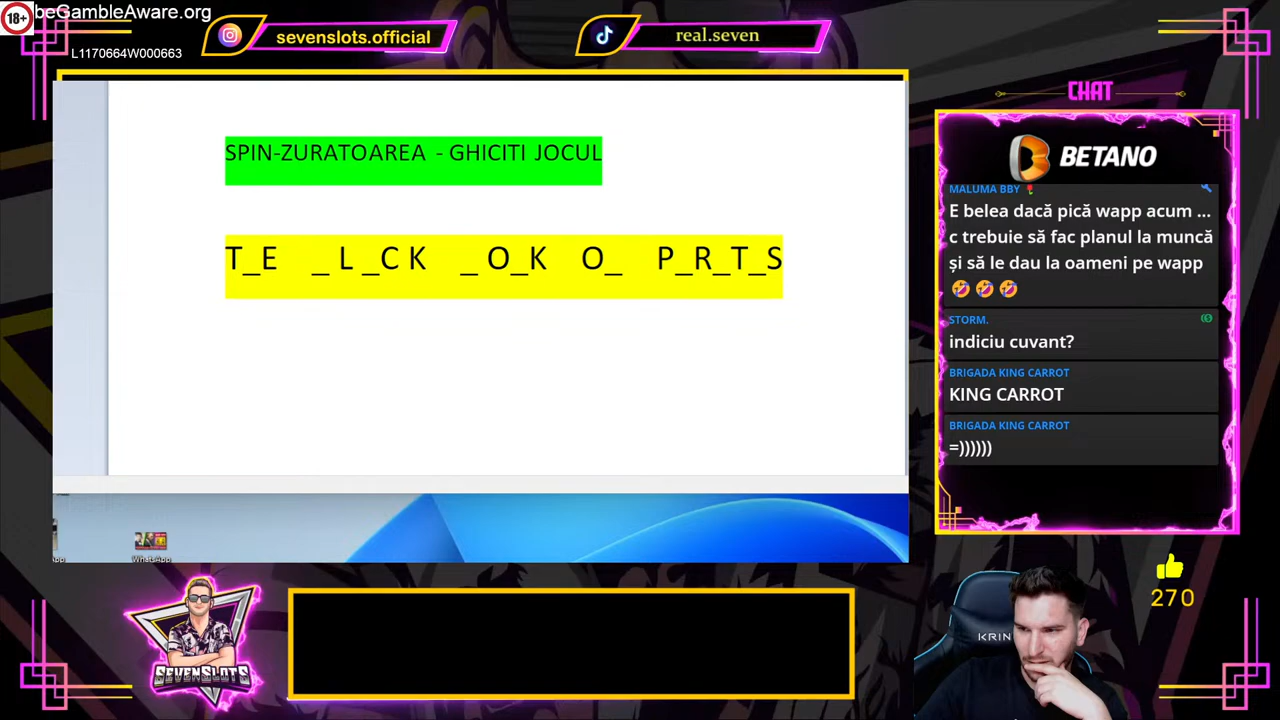 18+
beGambleAware.org
L1170664W000663
sevenslots.official
real.seven
SPIN-ZURATOAREA - GHICITI JOCUL
T_E _L_CK _O_K O_ P_R_T_S
CHAT
BETANO
MALUMA BBY
E belea dacă pică wapp acum ...
c trebuie să fac planul la muncă
și să le dau la oameni pe wapp
STORM.
indiciu cuvant?
BRIGADA KING CARROT
KING CARROT
BRIGADA KING CARROT
=))))))
WhatsApp
SEVENSLOTS
KRIN
270